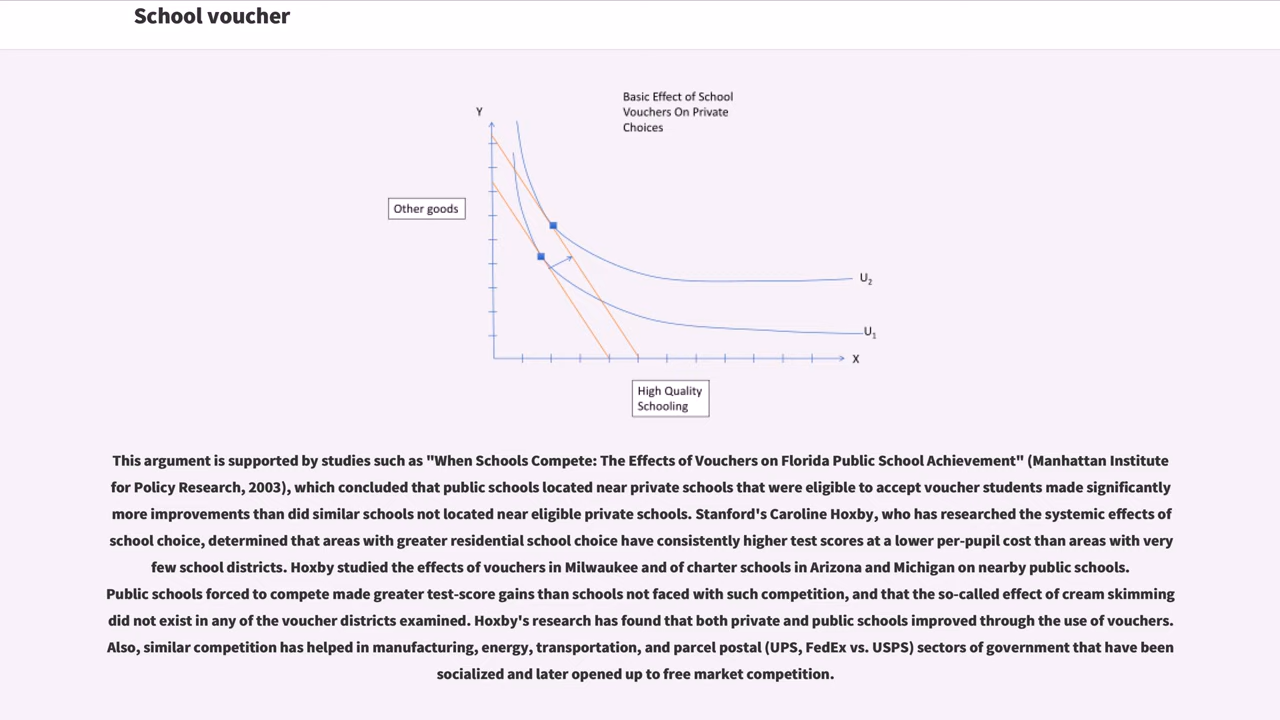 School voucher
Basic Effect of School
Vouchers On Private
Choices
Y
Other goods
U2
U1
X
High Quality
Schooling
This argument is supported by studies such as "When Schools Compete: The Effects of Vouchers on Florida Public School Achievement" (Manhattan Institute
for Policy Research, 2003), which concluded that public schools located near private schools that were eligible to accept voucher students made significantly
more improvements than did similar schools not located near eligible private schools. Stanford's Caroline Hoxby, who has researched the systemic effects of
school choice, determined that areas with greater residential school choice have consistently higher test scores at a lower per-pupil cost than areas with very
few school districts. Hoxby studied the effects of vouchers in Milwaukee and of charter schools in Arizona and Michigan on nearby public schools.
Public schools forced to compete made greater test-score gains than schools not faced with such competition, and that the so-called effect of cream skimming
did not exist in any of the voucher districts examined. Hoxby's research has found that both private and public schools improved through the use of vouchers.
Also, similar competition has helped in manufacturing, energy, transportation, and parcel postal (UPS, FedEx vs. USPS) sectors of government that have been
socialized and later opened up to free market competition.